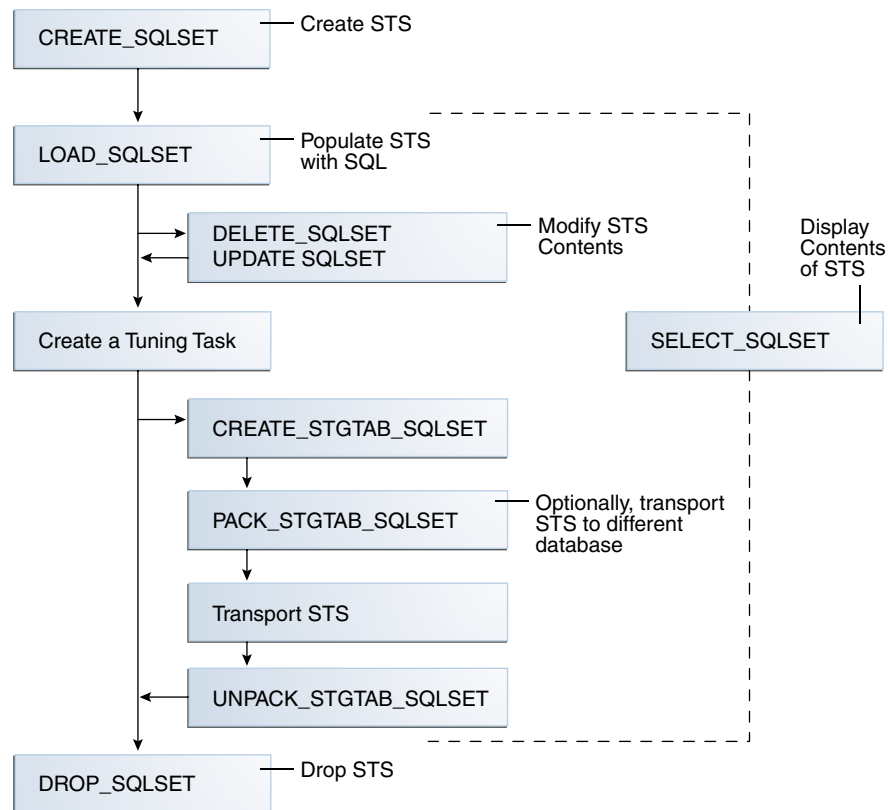 CREATE_SQLSET
Create STS
LOAD_SQLSET
Populate STS
with SQL
DELETE_SQLSET
UPDATE SQLSET
Modify STS
Contents
Display
Contents
of STS
Create a Tuning Task
SELECT_SQLSET
CREATE_STGTAB_SQLSET
PACK_STGTAB_SQLSET
Optionally, transport
STS to different
database
Transport STS
UNPACK_STGTAB_SQLSET
DROP_SQLSET
Drop STS